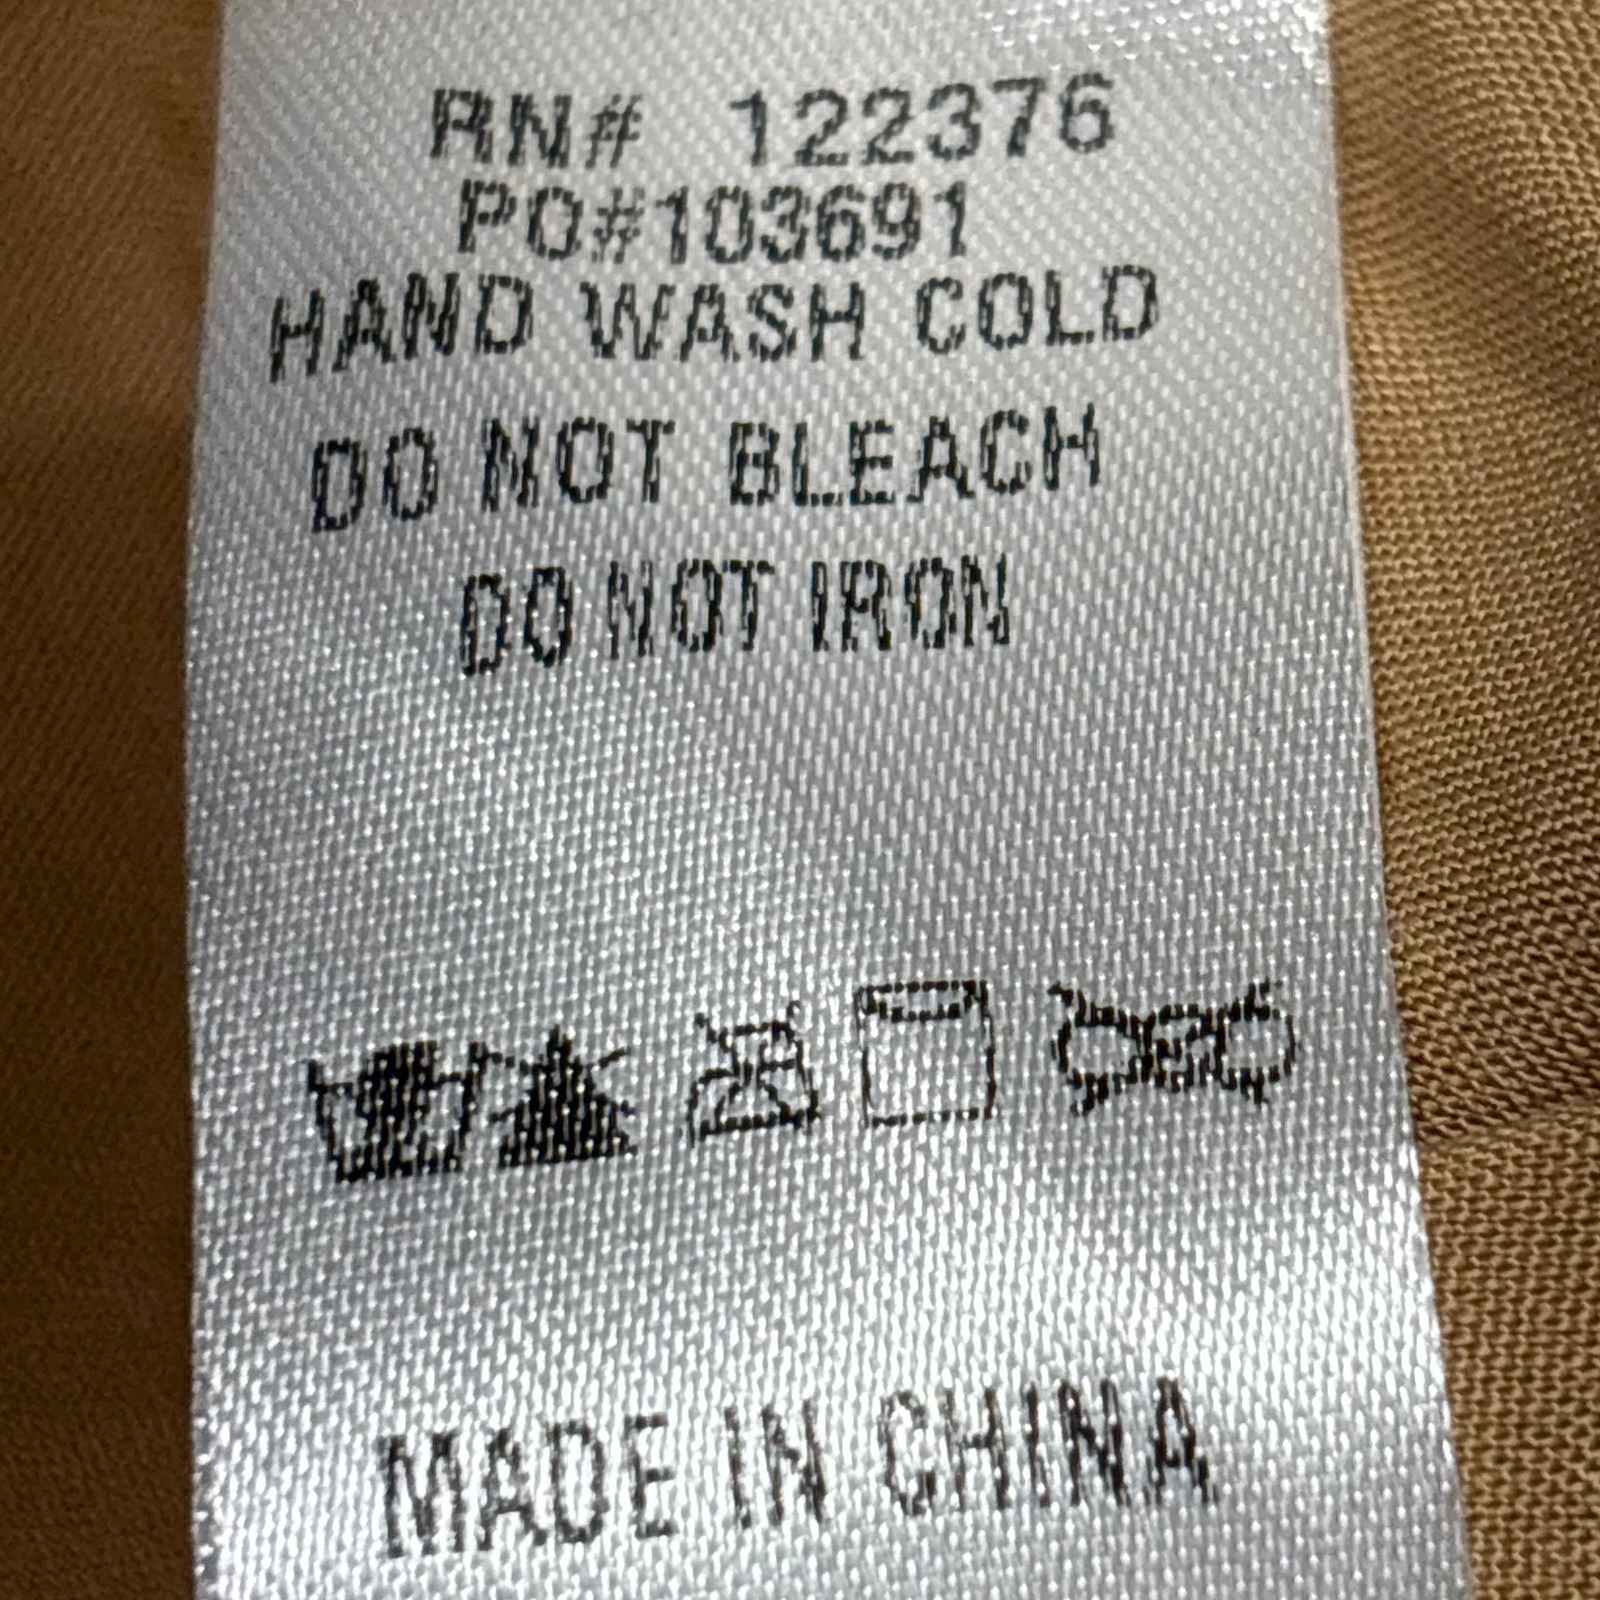 RN# 122376
PO#103691
HAND WASH COLD
DO NOT BLEACH
DO NOT IRON
MADE IN CHINA